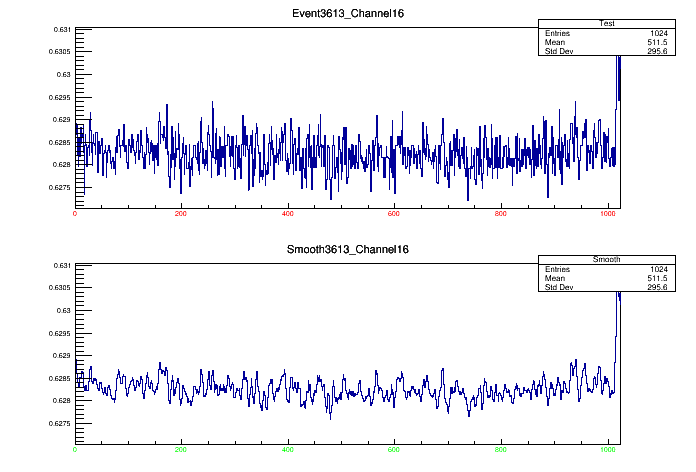 Event3613_Channel16
Test
Entries 1024
Mean 511.5
Std Dev 295.6
0.631
0.6305
0.63
0.6295
0.629
0.6285
0.628
0.6275
0 200 400 600 800 1000
Smooth3613_Channel16
Smooth
Entries 1024
Mean 511.5
Std Dev 295.6
0.631
0.6305
0.63
0.6295
0.629
0.6285
0.628
0.6275
0 200 400 600 800 1000